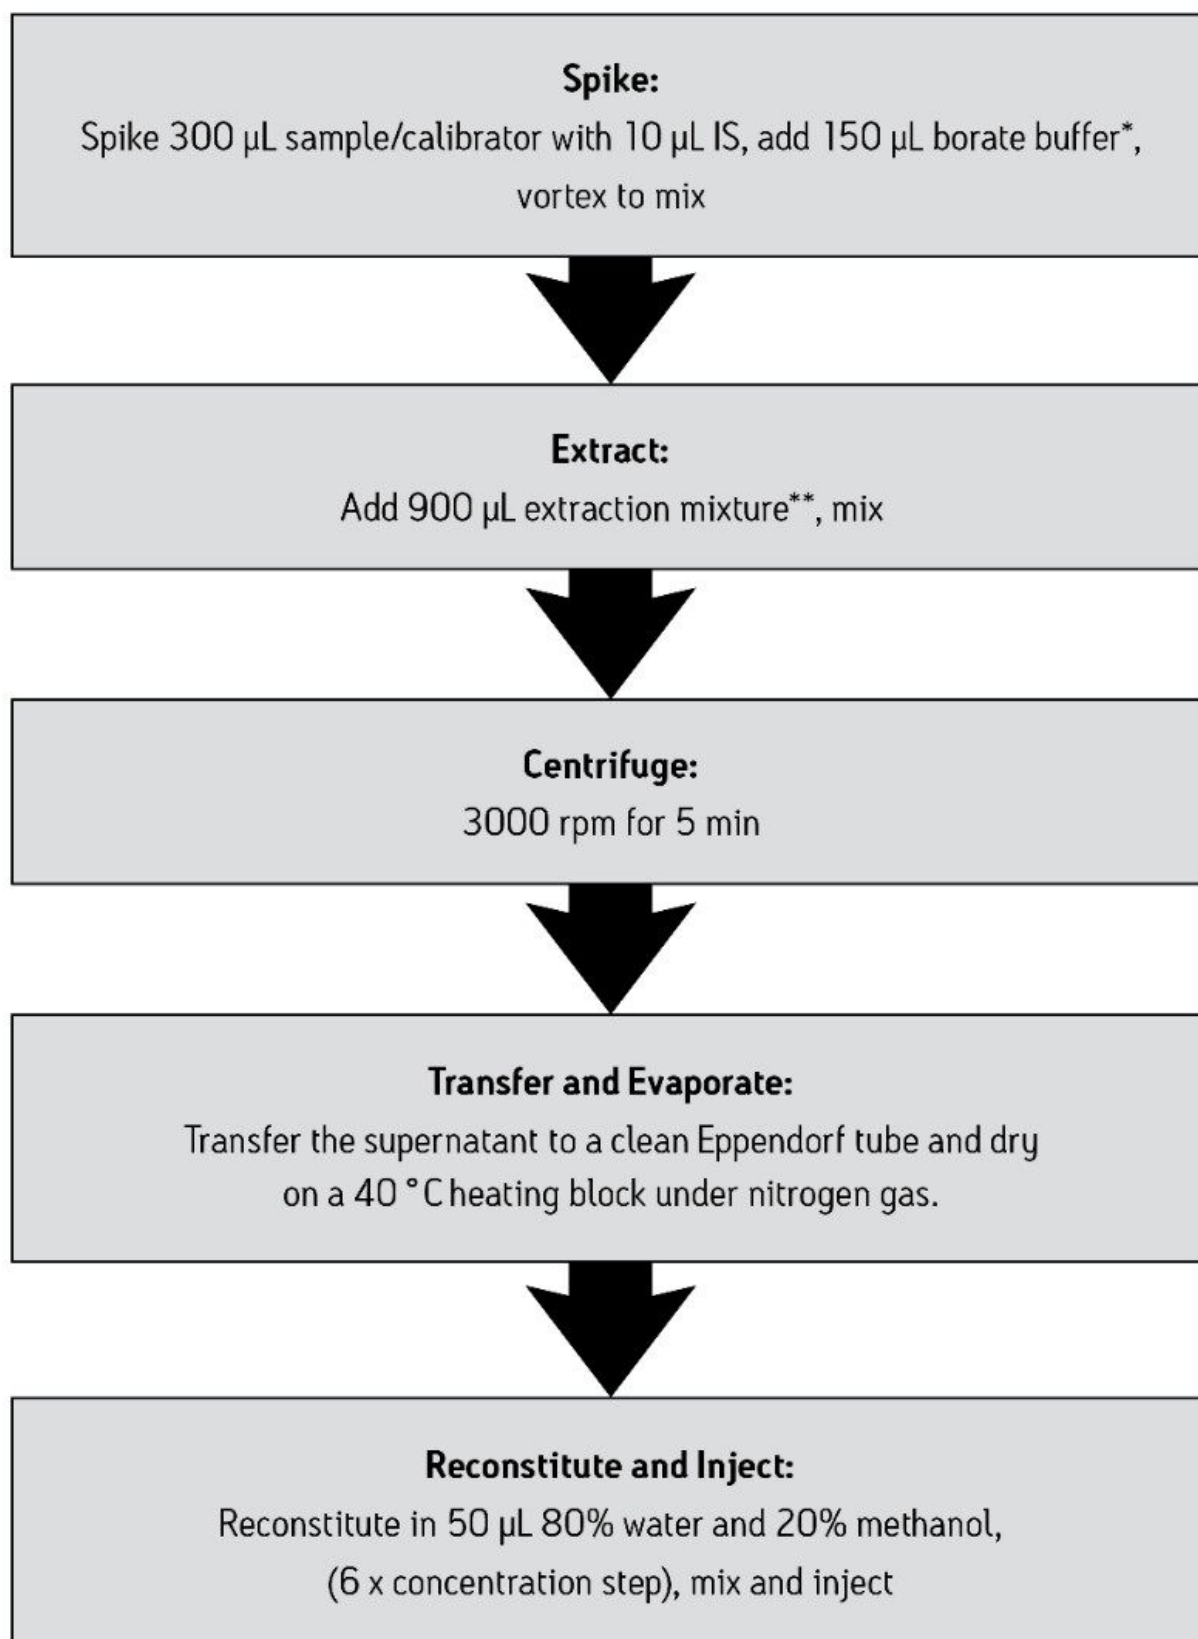 Spike:
Spike 300 µL sample/calibrator with 10 µL IS, add 150 µL borate buffer*,
vortex to mix
Extract:
Add 900 µL extraction mixture**, mix
Centrifuge:
3000 rpm for 5 min
Transfer and Evaporate:
Transfer the supernatant to a clean Eppendorf tube and dry
on a 40 °C heating block under nitrogen gas.
Reconstitute and Inject:
Reconstitute in 50 µL 80% water and 20% methanol,
(6 x concentration step), mix and inject